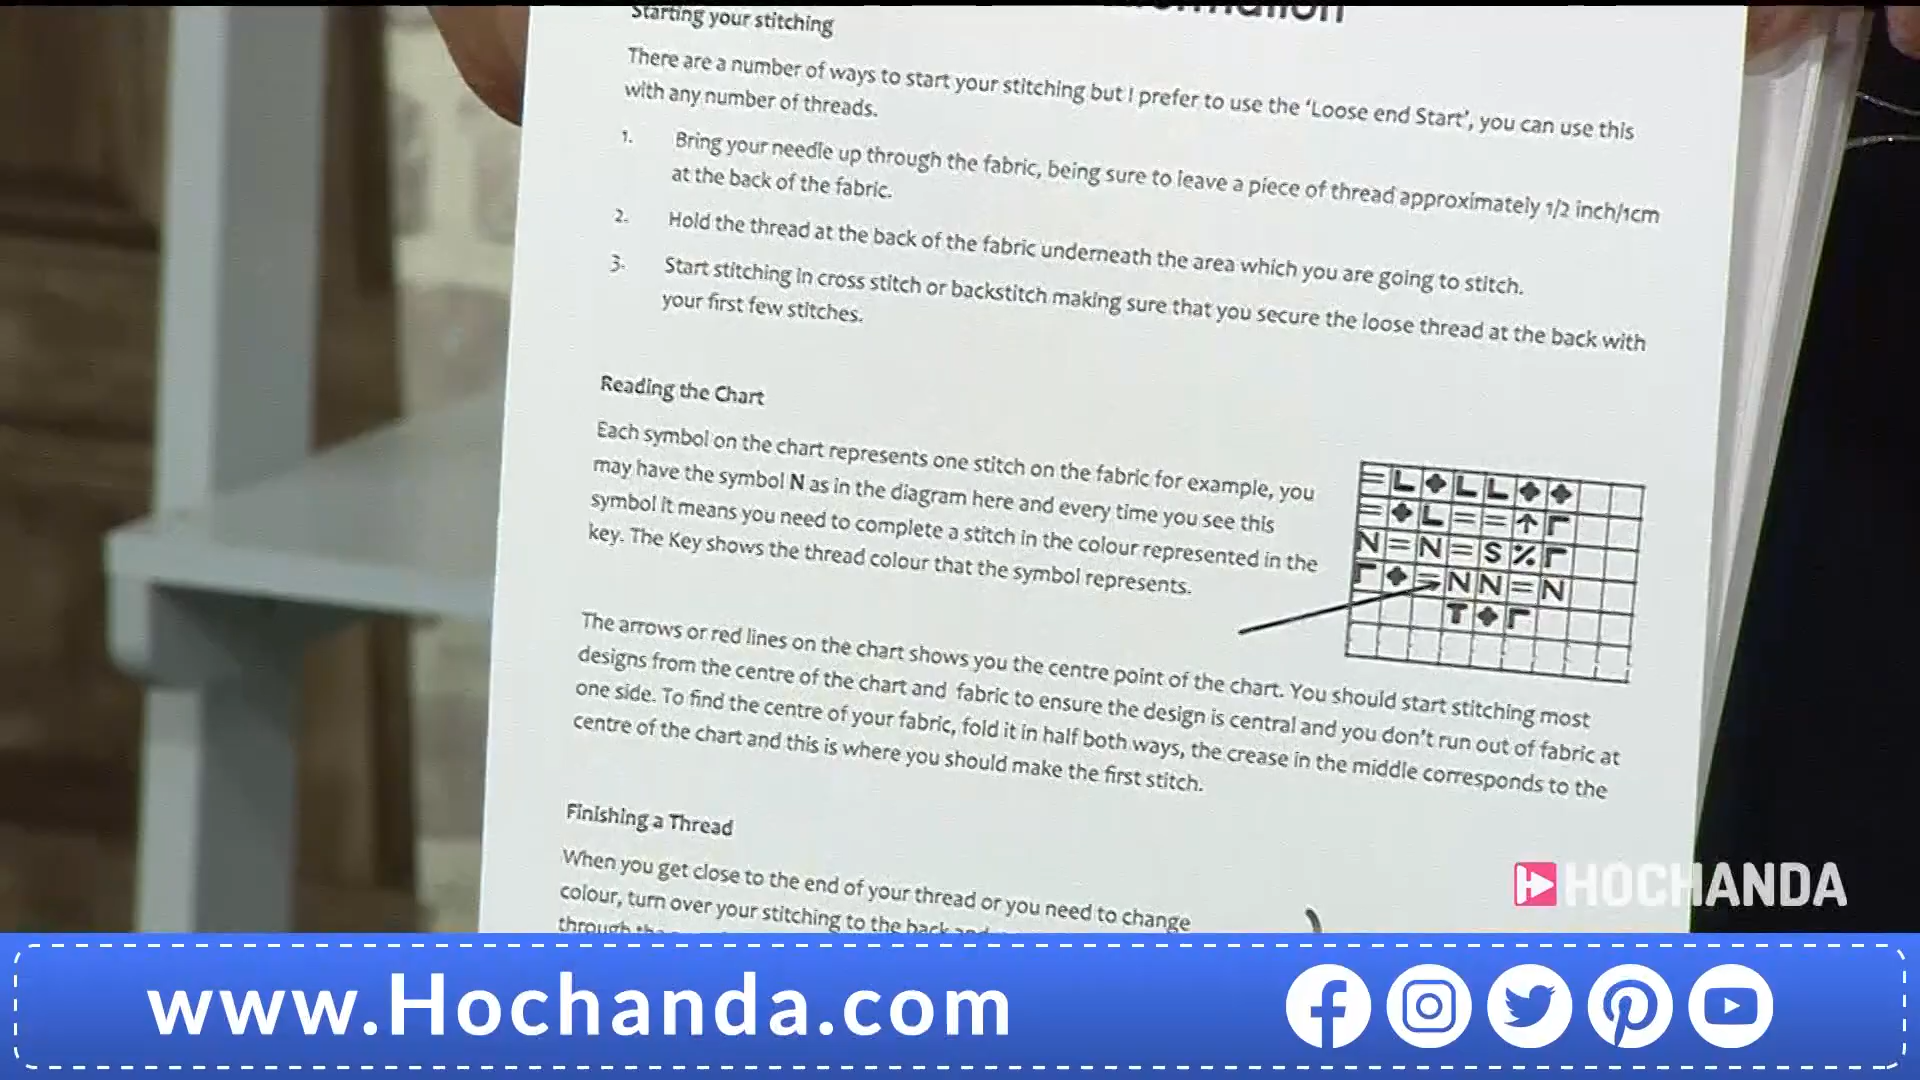 Starting your stitching
There are a number of ways to start your stitching but I prefer to use the ‘Loose end Start’, you can use this
with any number of threads.
1. Bring your needle up through the fabric, being sure to leave a piece of thread approximately 1/2 inch/1cm
at the back of the fabric.
2. Hold the thread at the back of the fabric underneath the area which you are going to stitch.
3. Start stitching in cross stitch or backstitch making sure that you secure the loose thread at the back with
your first few stitches.
Reading the Chart
Each symbol on the chart represents one stitch on the fabric for example, you
may have the symbol N as in the diagram here and every time you see this
symbol it means you need to complete a stitch in the colour represented in the
key. The Key shows the thread colour that the symbol represents.
= L ◆ L L ◆ ◆
= ◆ L = = ↑ Γ
N = N = S % Γ
Γ ◆ = N N = N
T ◆ Γ
The arrows or red lines on the chart shows you the centre point of the chart. You should start stitching most
designs from the centre of the chart and fabric to ensure the design is central and you don’t run out of fabric at
one side. To find the centre of your fabric, fold it in half both ways, the crease in the middle corresponds to the
centre of the chart and this is where you should make the first stitch.
Finishing a Thread
When you get close to the end of your thread or you need to change
colour, turn over your stitching to the back and
through
HOCHANDA
www.Hochanda.com